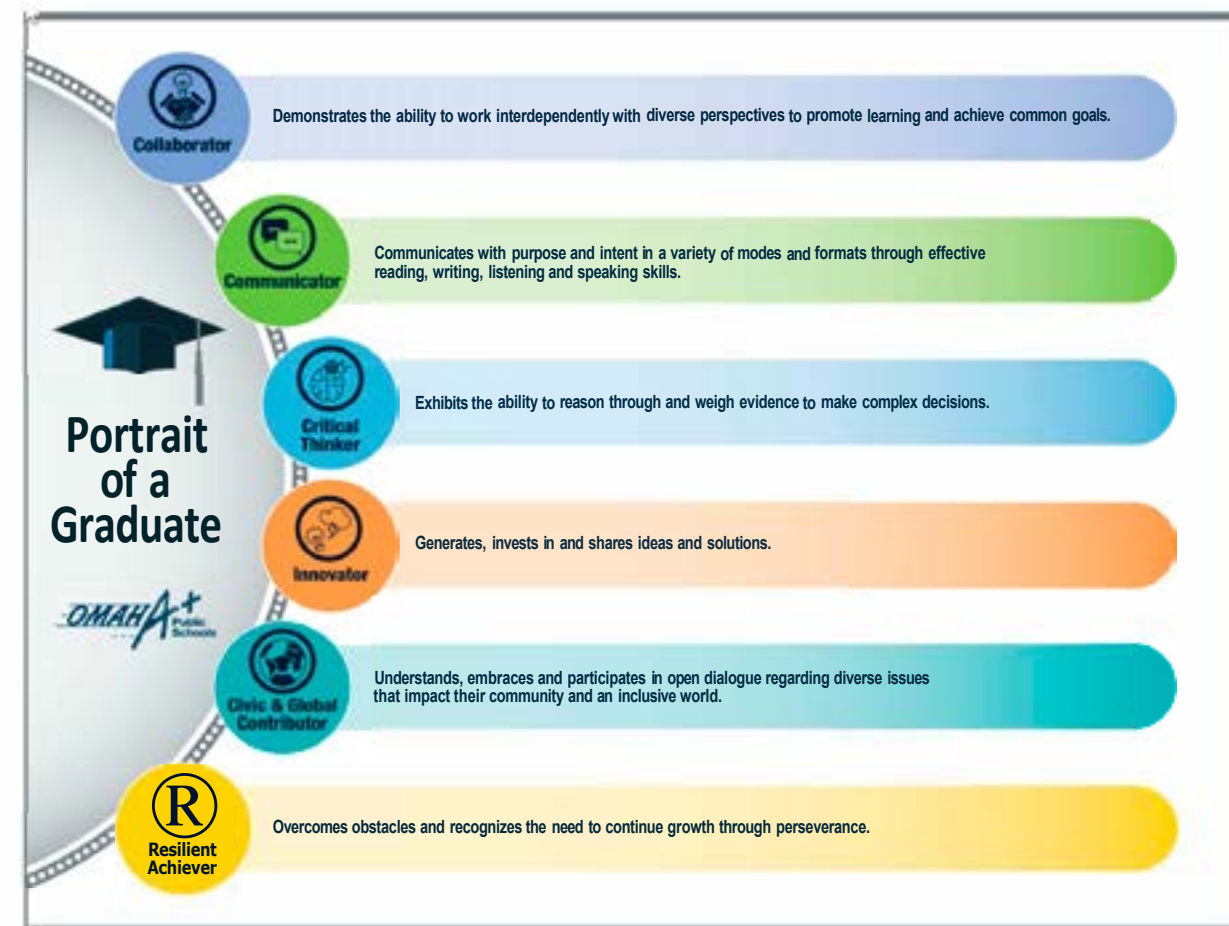 Collaborator
Demonstrates the ability to work interdependently with diverse perspectives to promote learning and achieve common goals.
Communicator
Communicates with purpose and intent in a variety of modes and formats through effective
reading, writing, listening and speaking skills.
Critical
Thinker
Exhibits the ability to reason through and weigh evidence to make complex decisions.
Portrait
of a
Graduate
Innovator
Generates, invests in and shares ideas and solutions.
OMAHA+
Public
Schools
Civic & Global
Contributor
Understands, embraces and participates in open dialogue regarding diverse issues
that impact their community and an inclusive world.
®
Resilient
Achiever
Overcomes obstacles and recognizes the need to continue growth through perseverance.